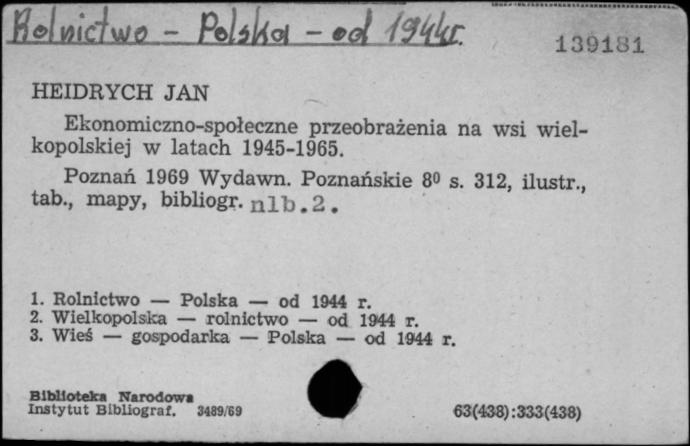 Rolnictwo - Polska - od 1944r.
139181
HEIDRYCH JAN
Ekonomiczno-społeczne przeobrażenia na wsi wiel-
kopolskiej w latach 1945-1965.
Poznań 1969 Wydawn. Poznańskie 8⁰ s. 312, ilustr.,
tab., mapy, bibliogr. nlb.2.
1. Rolnictwo — Polska — od 1944 r.
2. Wielkopolska — rolnictwo — od 1944 r.
3. Wieś — gospodarka — Polska — od 1944 r.
Biblioteka Narodowa
Instytut Bibliograf. 3489/69
63(438):333(438)